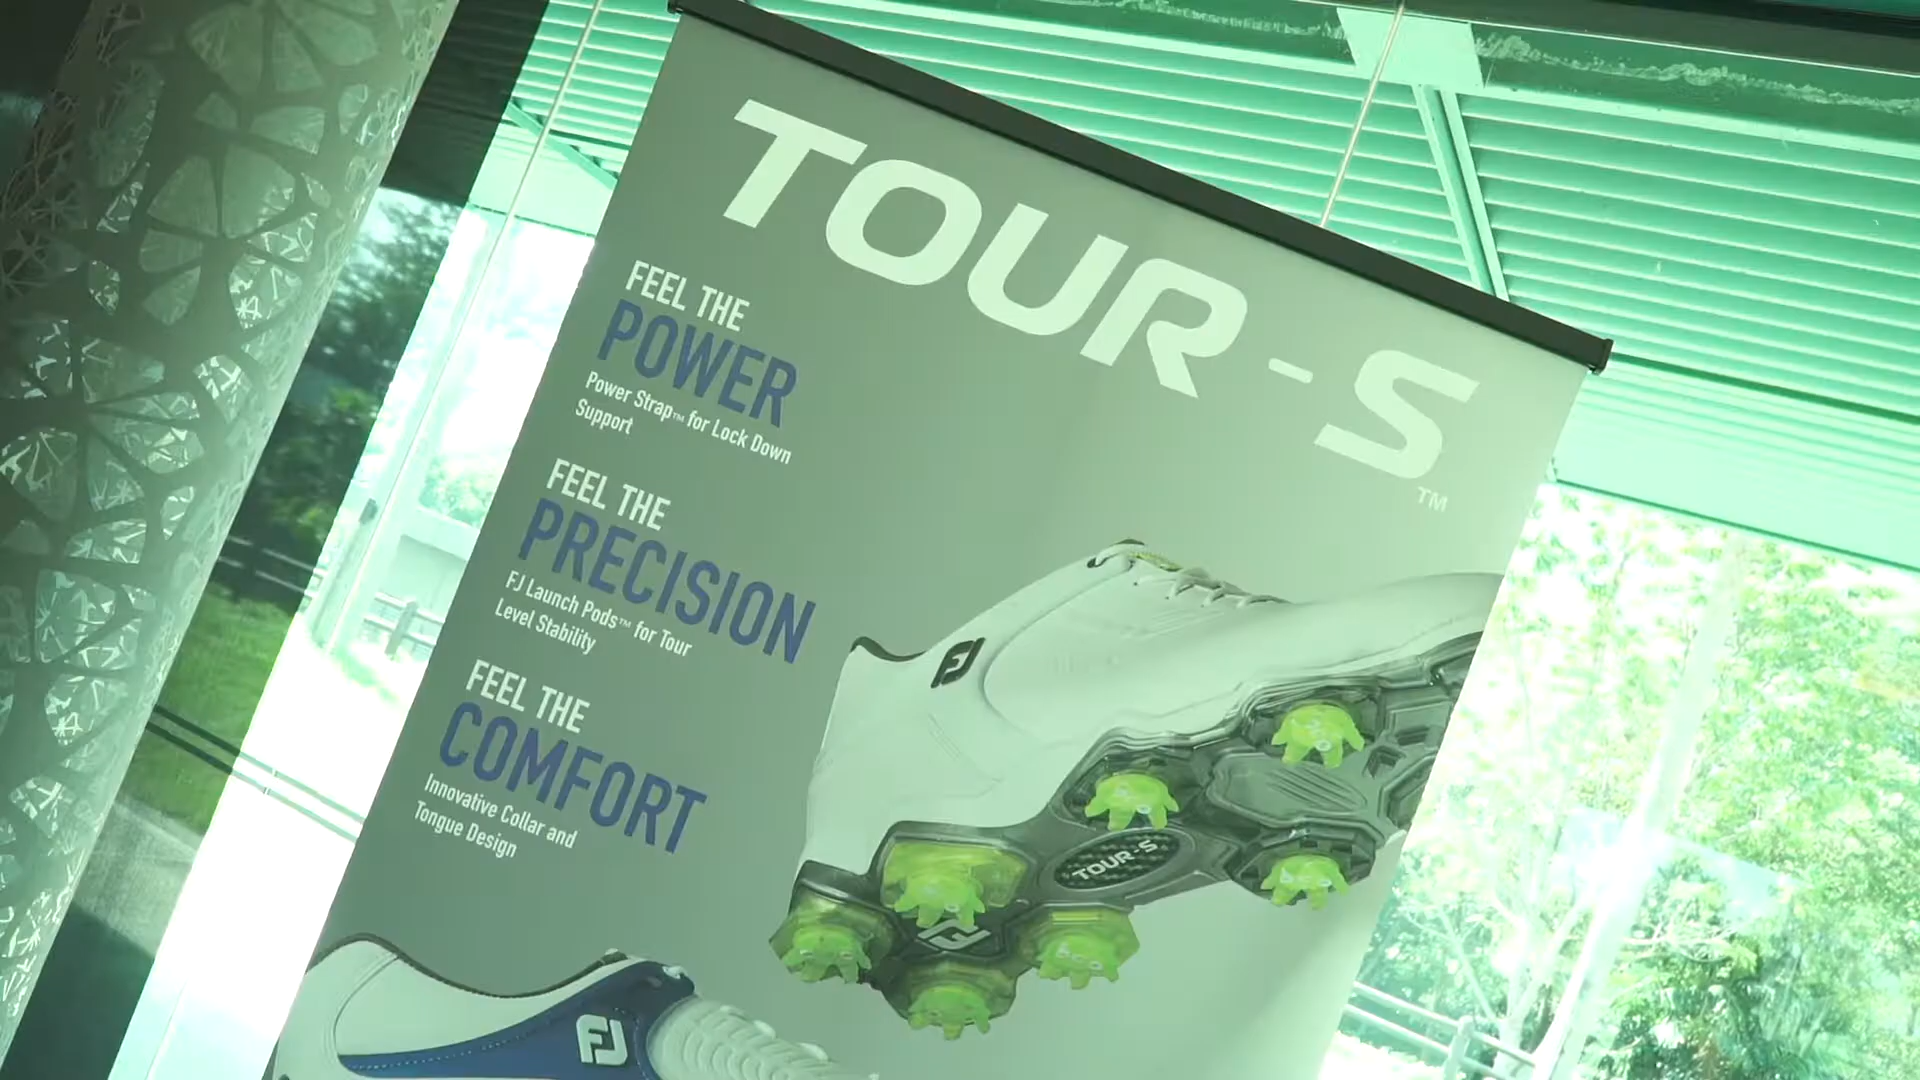 TOUR-S™
FEEL THE
POWER
Power Strap™ for Lock Down
Support
FEEL THE
PRECISION
FJ Launch Pods™ for Tour
Level Stability
FEEL THE
COMFORT
Innovative Collar and
Tongue Design
FJ
TOUR-S
FJ
FJ